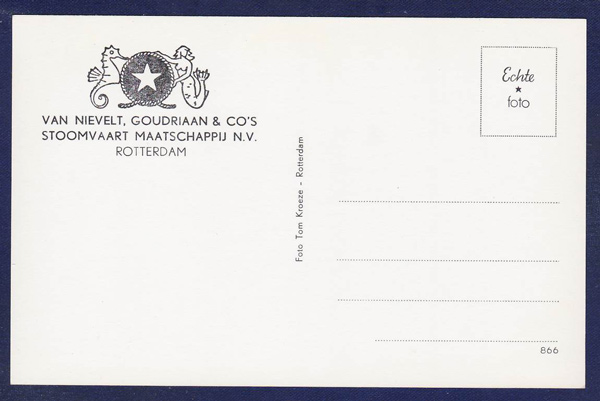 VAN NIEVELT, GOUDRIAAN & CO'S
STOOMVAART MAATSCHAPPIJ N.V.
ROTTERDAM
Foto Tom Kroeze - Rotterdam
Echte
foto
866